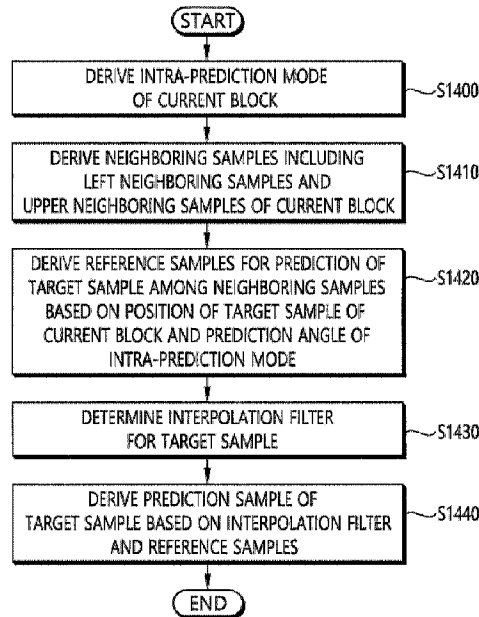 START
DERIVE INTRA-PREDICTION MODE
OF CURRENT BLOCK
S1400
DERIVE NEIGHBORING SAMPLES INCLUDING
LEFT NEIGHBORING SAMPLES AND
UPPER NEIGHBORING SAMPLES OF CURRENT BLOCK
S1410
DERIVE REFERENCE SAMPLES FOR PREDICTION OF
TARGET SAMPLE AMONG NEIGHBORING SAMPLES
BASED ON POSITION OF TARGET SAMPLE OF
CURRENT BLOCK AND PREDICTION ANGLE OF
INTRA-PREDICTION MODE
S1420
DETERMINE INTERPOLATION FILTER
FOR TARGET SAMPLE
S1430
DERIVE PREDICTION SAMPLE OF
TARGET SAMPLE BASED ON INTERPOLATION FILTER
AND REFERENCE SAMPLES
S1440
END